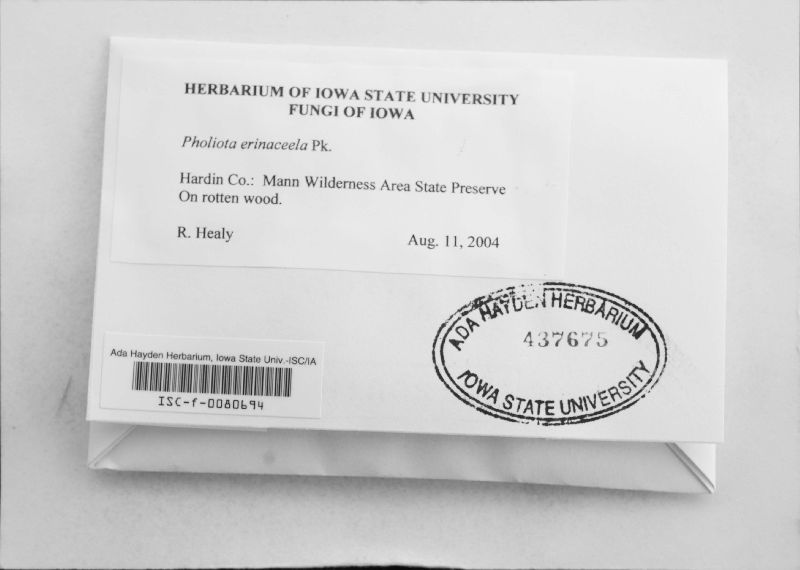 HERBARIUM OF IOWA STATE UNIVERSITY
FUNGI OF IOWA
Pholiota erinaceela Pk.
Hardin Co.: Mann Wilderness Area State Preserve
On rotten wood.
R. Healy Aug. 11, 2004
ADA HAYDEN HERBARIUM
437675
IOWA STATE UNIVERSITY
Ada Hayden Herbarium, Iowa State Univ.-ISC/IA
ISC-f-0080694